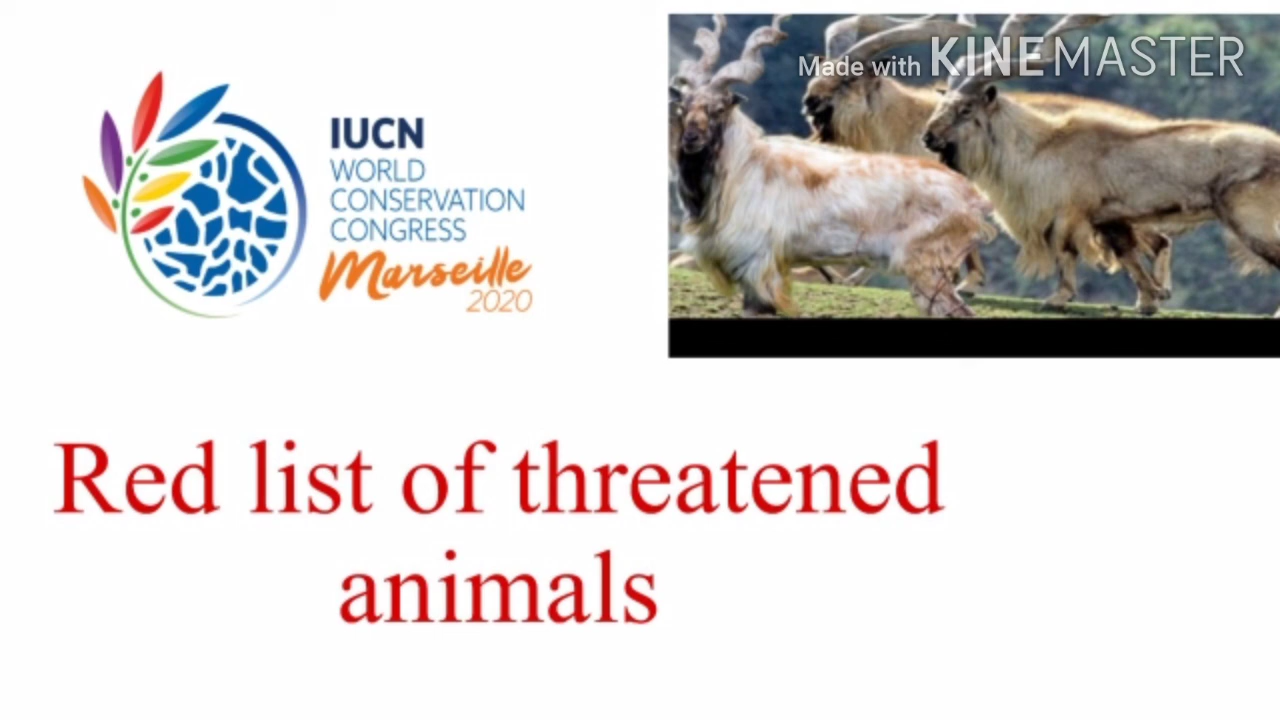 Made with KINEMASTER
IUCN
WORLD
CONSERVATION
CONGRESS
Marseille
2020
Red list of threatened
animals